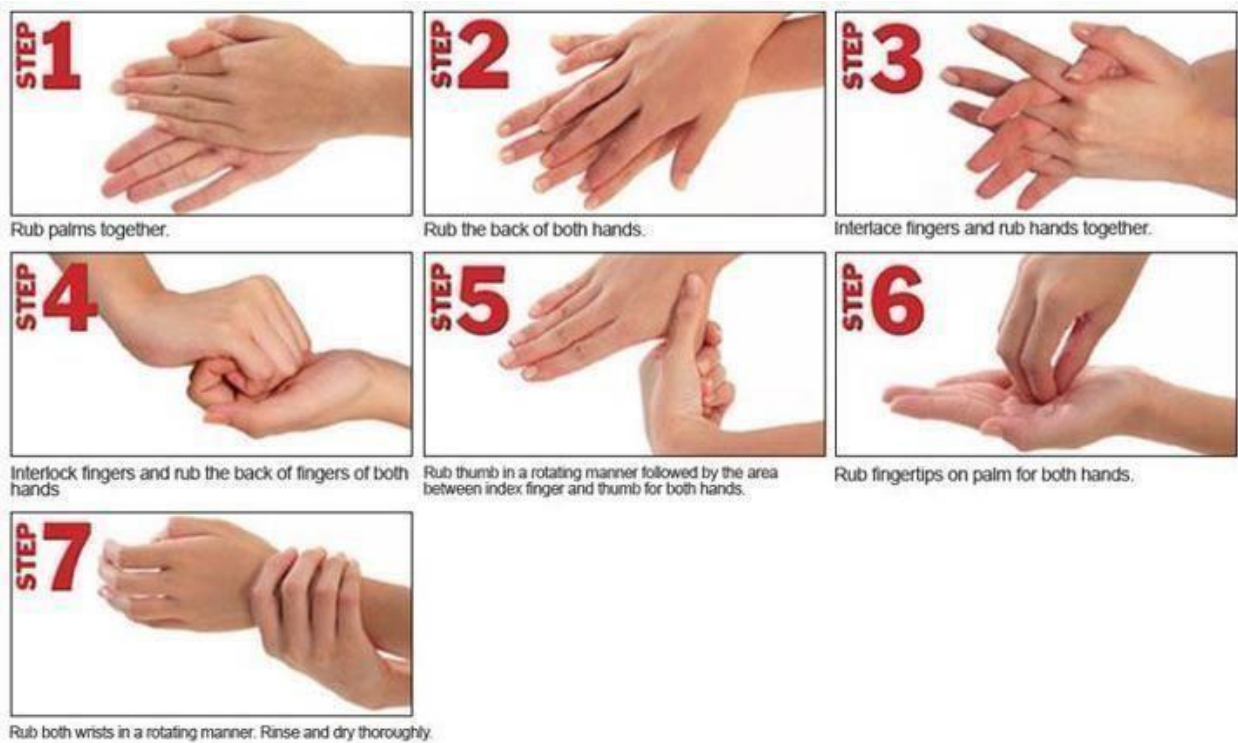 STEP 1
STEP 2
STEP 3
Rub palms together.
Rub the back of both hands.
Interlace fingers and rub hands together.
STEP 4
STEP 5
STEP 6
Interlock fingers and rub the back of fingers of both
hands
Rub thumb in a rotating manner followed by the area
between index finger and thumb for both hands.
Rub fingertips on palm for both hands.
STEP 7
Rub both wrists in a rotating manner. Rinse and dry thoroughly.